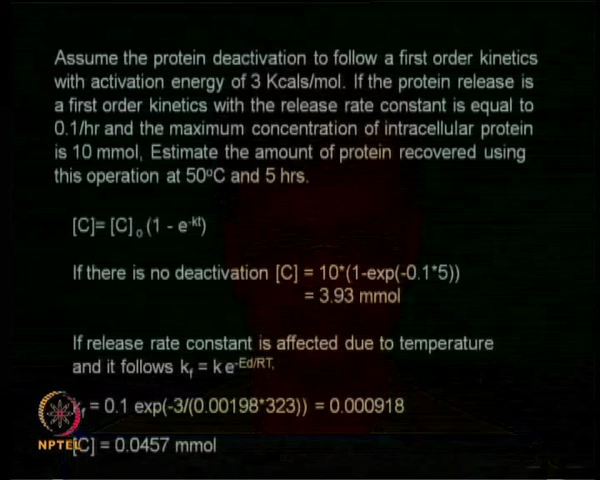 Assume the protein deactivation to follow a first order kinetics
with activation energy of 3 Kcals/mol. If the protein release is
a first order kinetics with the release rate constant is equal to
0.1/hr and the maximum concentration of intracellular protein
is 10 mmol, Estimate the amount of protein recovered using
this operation at 50⁰C and 5 hrs.
[C]= [C]₀ (1 - e⁻ᵏᵗ)
If there is no deactivation [C] = 10*(1-exp(-0.1*5))
= 3.93 mmol
If release rate constant is affected due to temperature
and it follows k_f = k e^-Ed/RT,
= 0.1 exp(-3/(0.00198*323)) = 0.000918
NPTEL
[C] = 0.0457 mmol